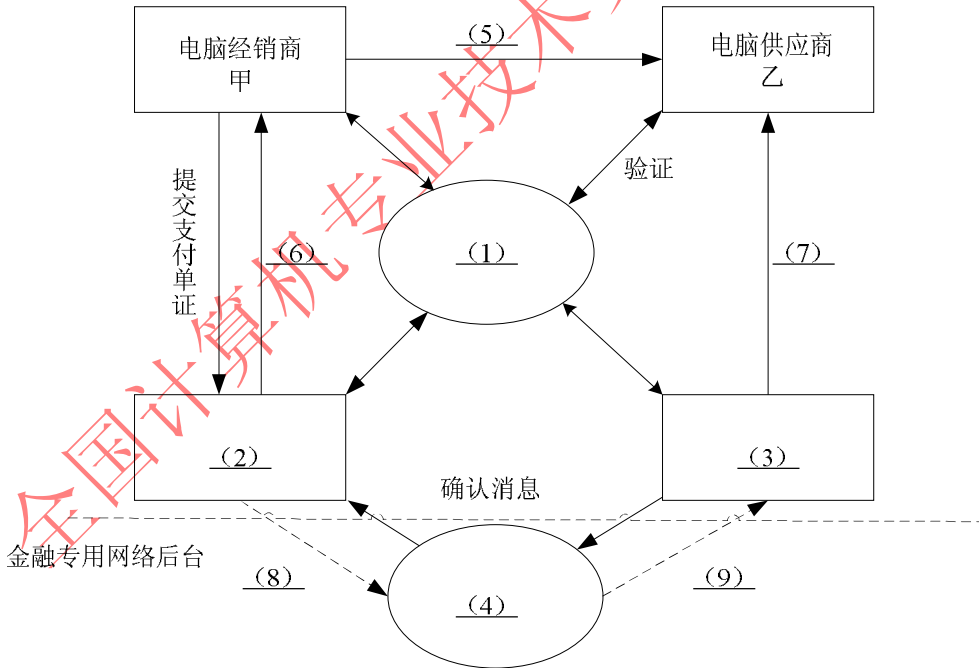 电脑经销商
甲
(5)
电脑供应商
乙
验证
提交支付单证
(6)
(1)
(7)
(2)
(3)
确认消息
金融专用网络后台
(8)
(4)
(9)
全国计算机专业技术